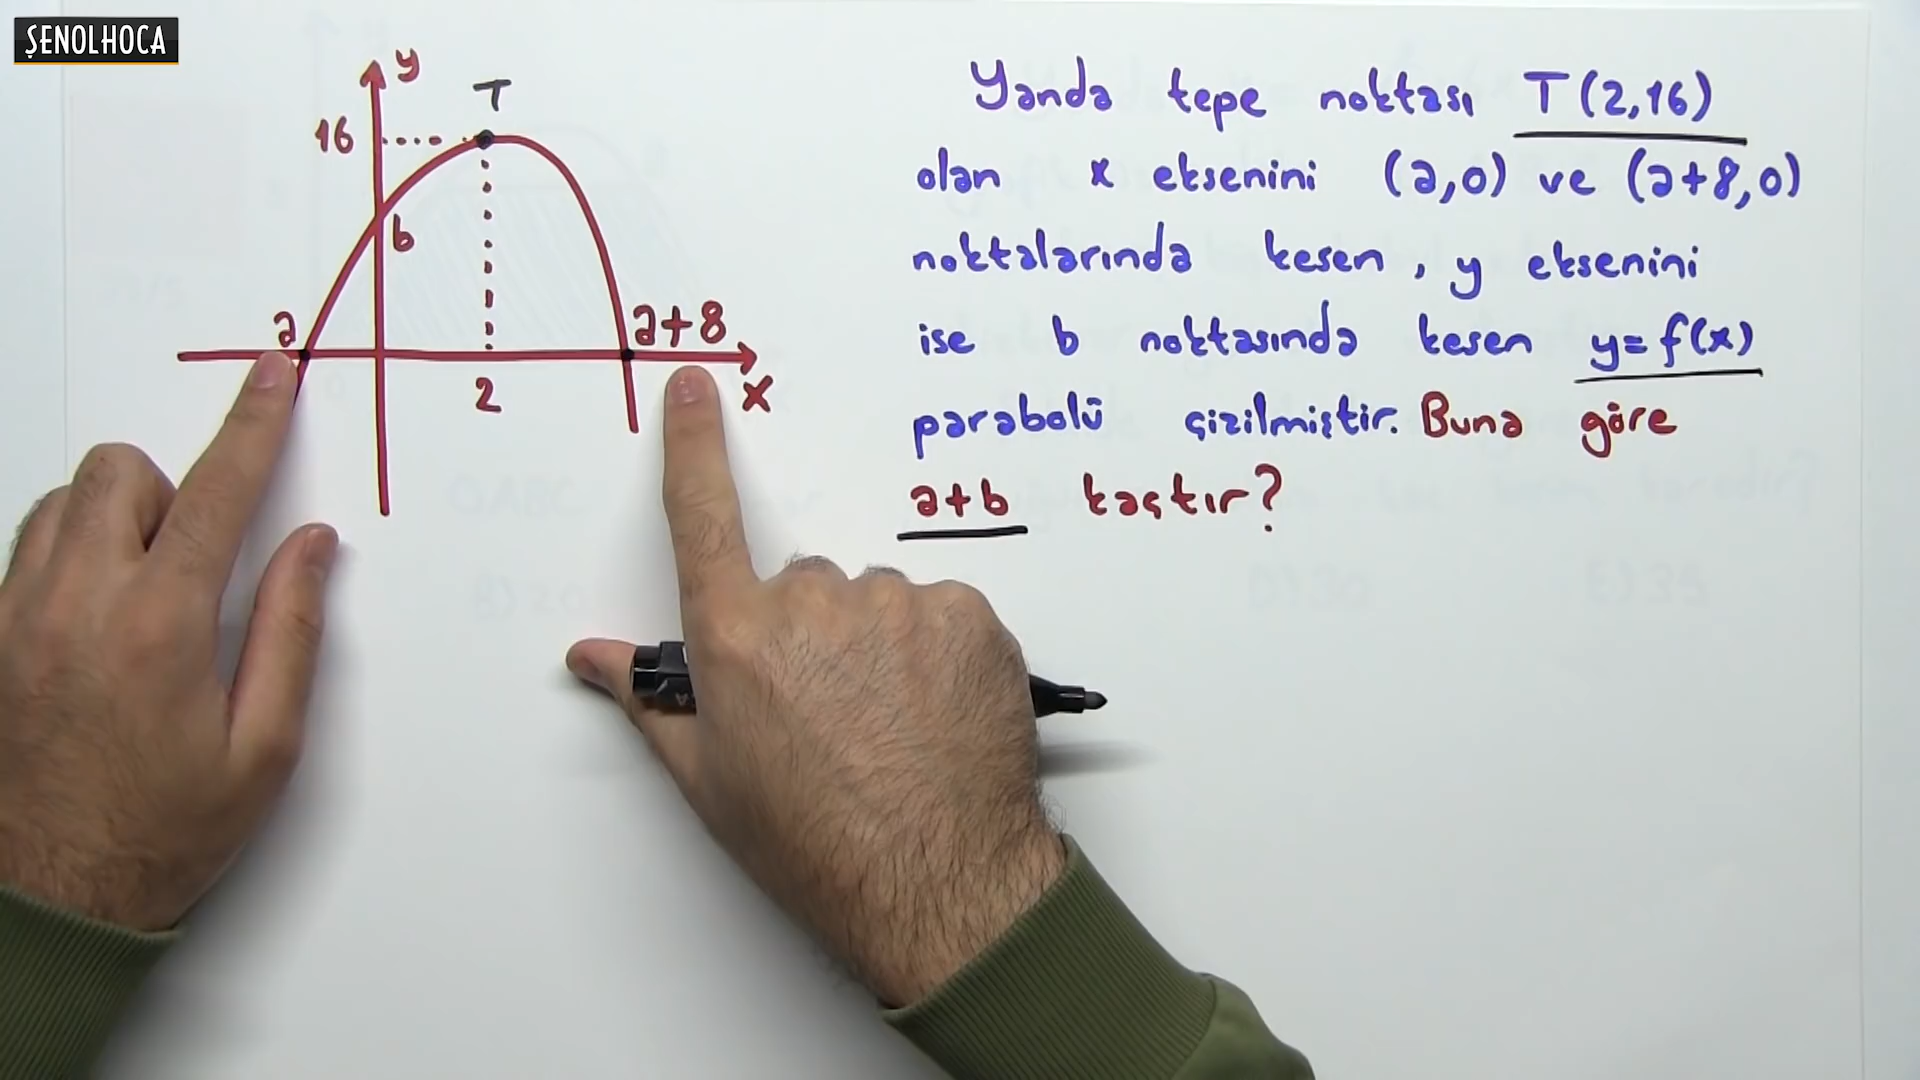 ŞENOLHOCA
y
T
16
b
a
a+8
2
x
Yanda tepe noktası T(2,16)
olan x eksenini (a,0) ve (a+8,0)
noktalarında kesen, y eksenini
ise b noktasında kesen y=f(x)
parabolü çizilmiştir. Buna göre
a+b kaçtır?